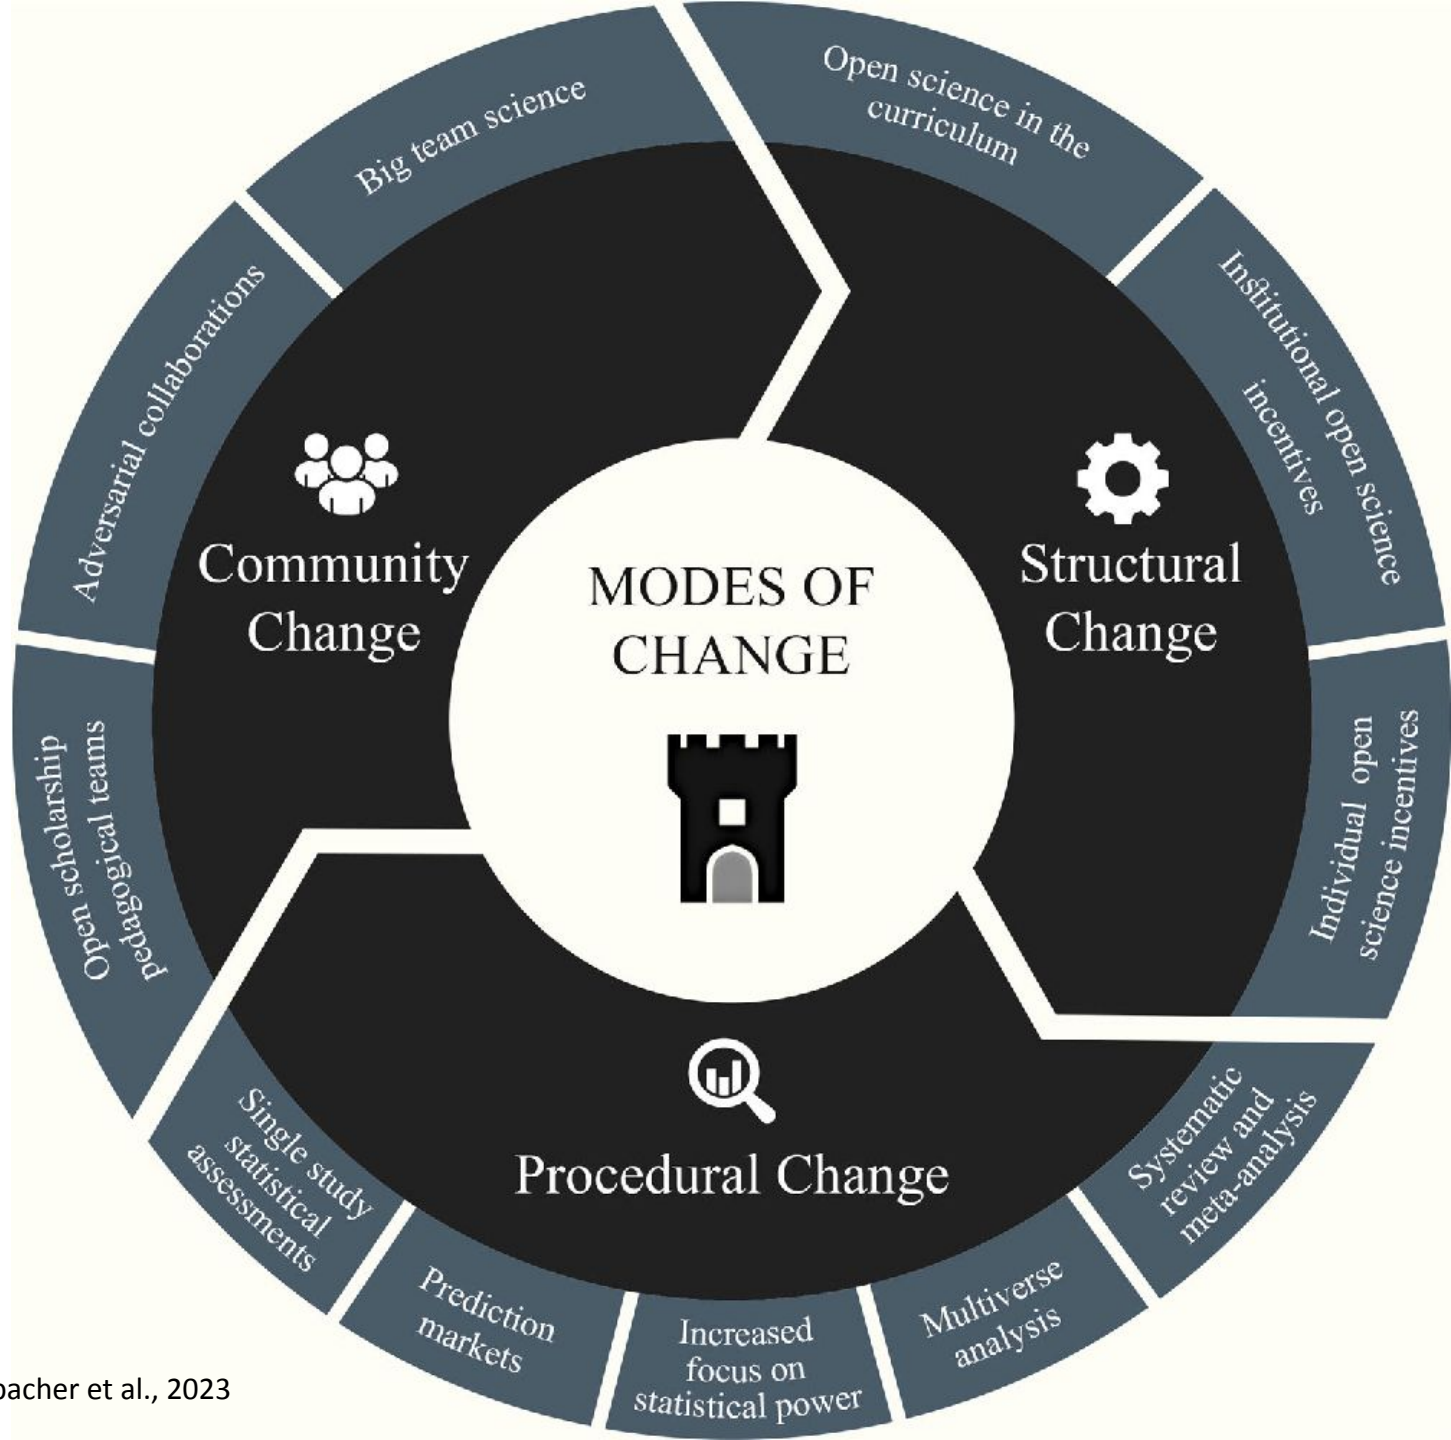 MODES OF
CHANGE
Structural
Change
Open science in the
curriculum
Institutional open science
incentives
Individual open
science incentives
Procedural Change
Systematic
review and
meta-analysis
Multiverse
analysis
Increased
focus on
statistical power
Prediction
markets
Single study
statistical
assessments
Community
Change
Open scholarship
pedagogical teams
Adversarial collaborations
Big team science
et al., 2023